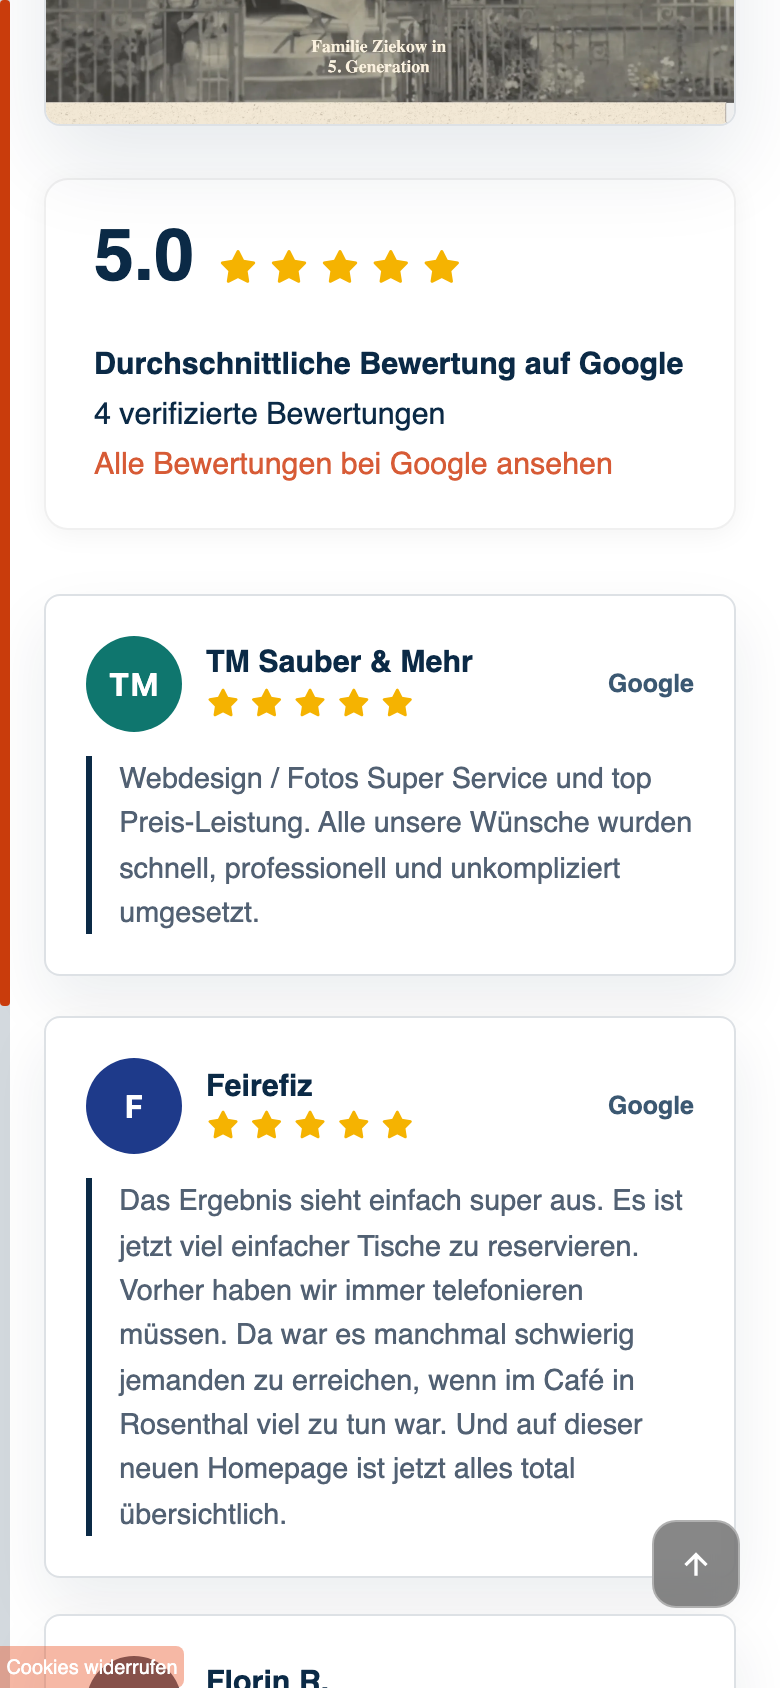 Familie Ziekow in
5. Generation
5.0
Durchschnittliche Bewertung auf Google
4 verifizierte Bewertungen
Alle Bewertungen bei Google ansehen
TM
TM Sauber & Mehr
Google
Webdesign / Fotos Super Service und top
Preis-Leistung. Alle unsere Wünsche wurden
schnell, professionell und unkompliziert
umgesetzt.
F
Feirefiz
Google
Das Ergebnis sieht einfach super aus. Es ist
jetzt viel einfacher Tische zu reservieren.
Vorher haben wir immer telefonieren
müssen. Da war es manchmal schwierig
jemanden zu erreichen, wenn im Café in
Rosenthal viel zu tun war. Und auf dieser
neuen Homepage ist jetzt alles total
übersichtlich.
Cookies widerrufen
Florin R.